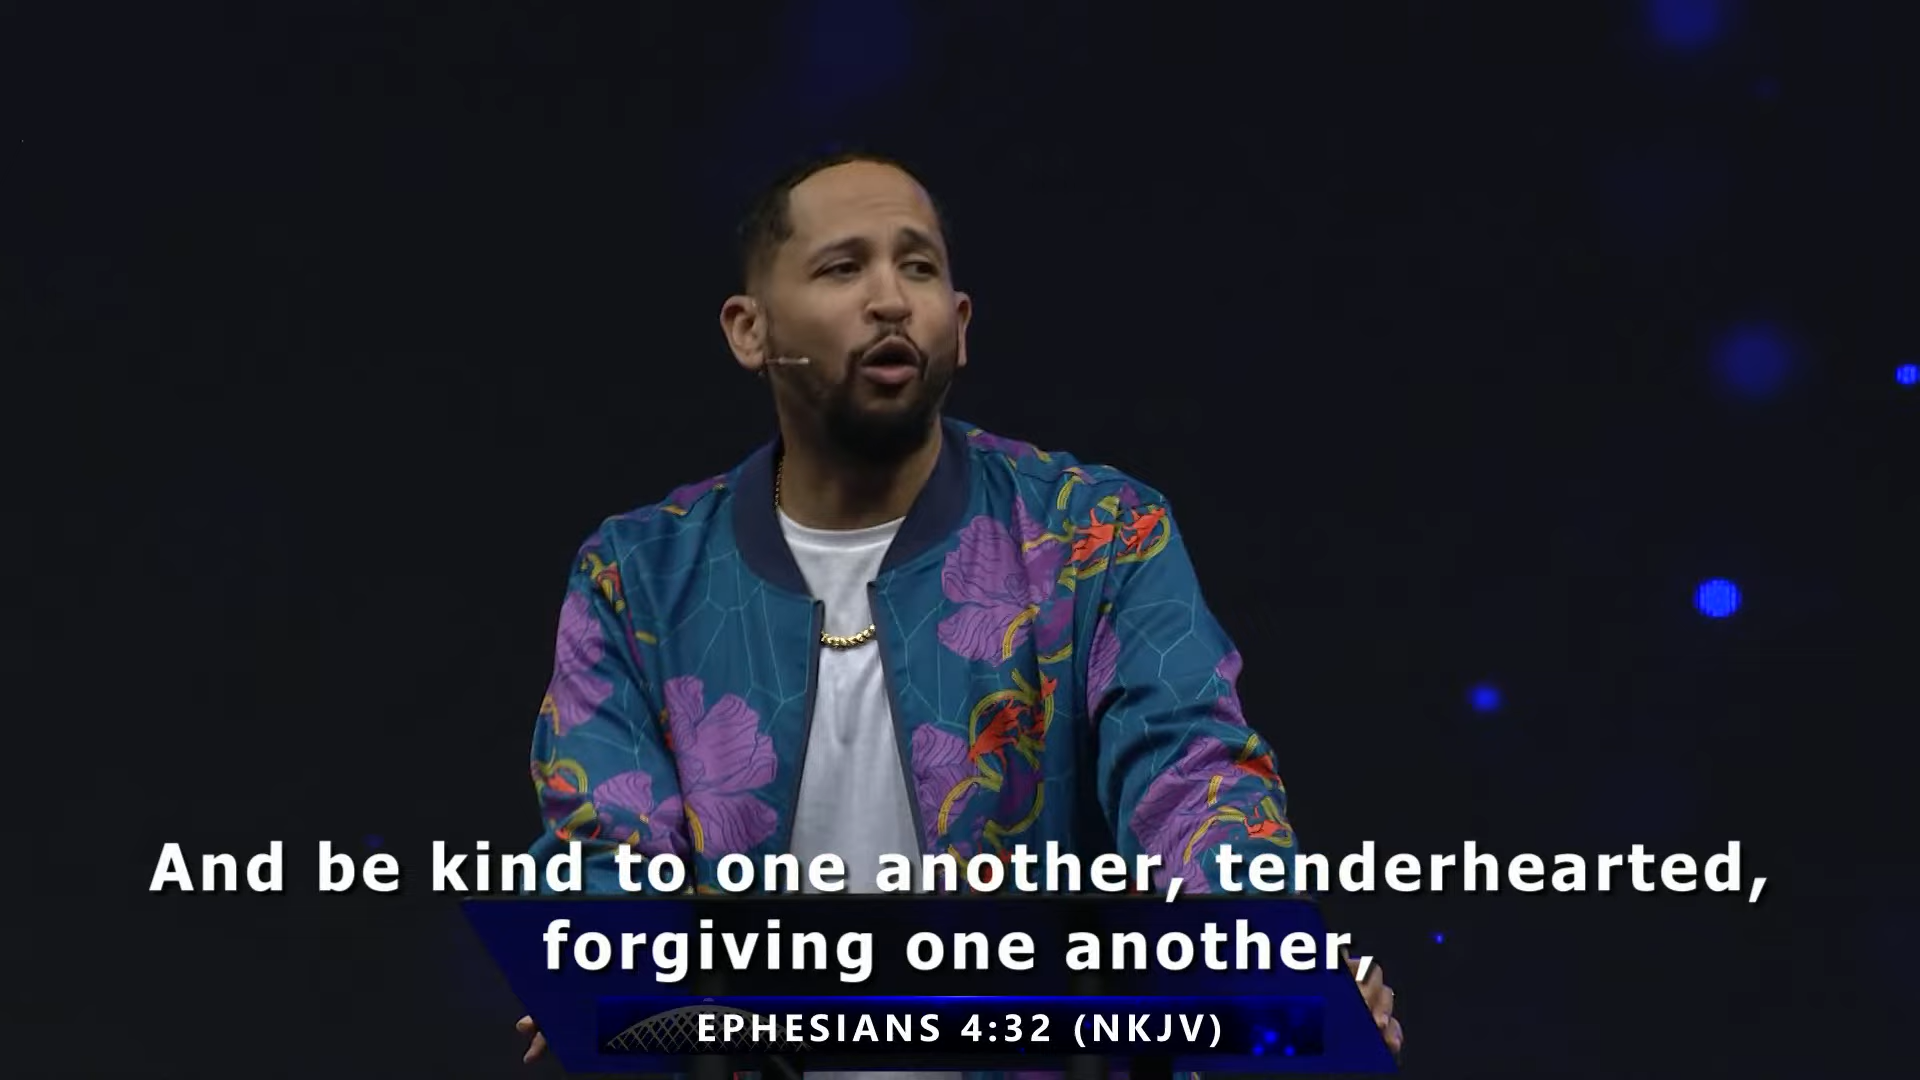 And be kind to one another, tenderhearted,
forgiving one another,
EPHESIANS 4:32 (NKJV)